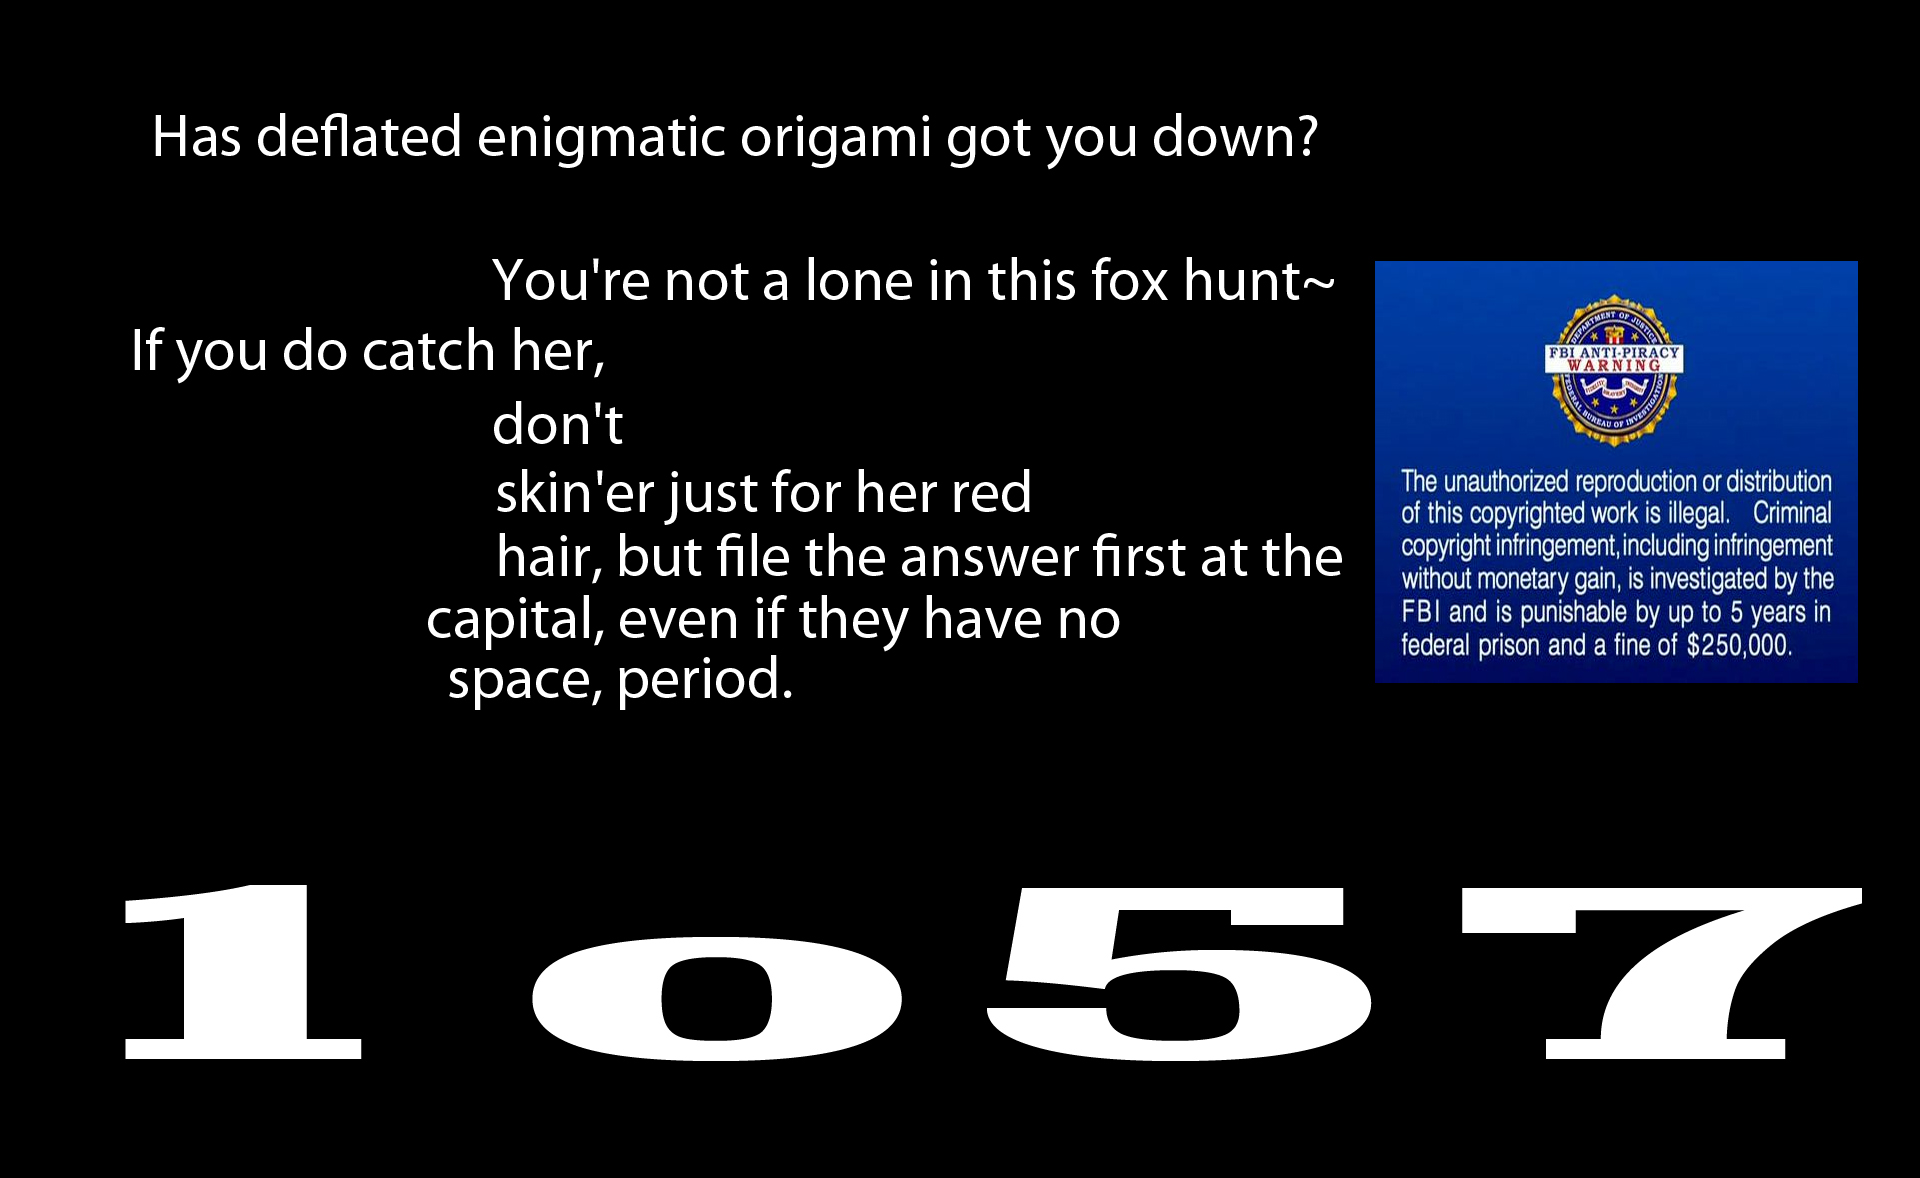 Has deflated enigmatic origami got you down?
You're not a lone in this fox hunt~
If you do catch her,
don't
skin'er just for her red
hair, but file the answer first at the
capital, even if they have no
space, period.
DEPARTMENT OF JUSTICE
FBI ANTI-PIRACY
WARNING
FEDERAL BUREAU OF INVESTIGATION
The unauthorized reproduction or distribution
of this copyrighted work is illegal. Criminal
copyright infringement, including infringement
without monetary gain, is investigated by the
FBI and is punishable by up to 5 years in
federal prison and a fine of $250,000.
1 o 5 7